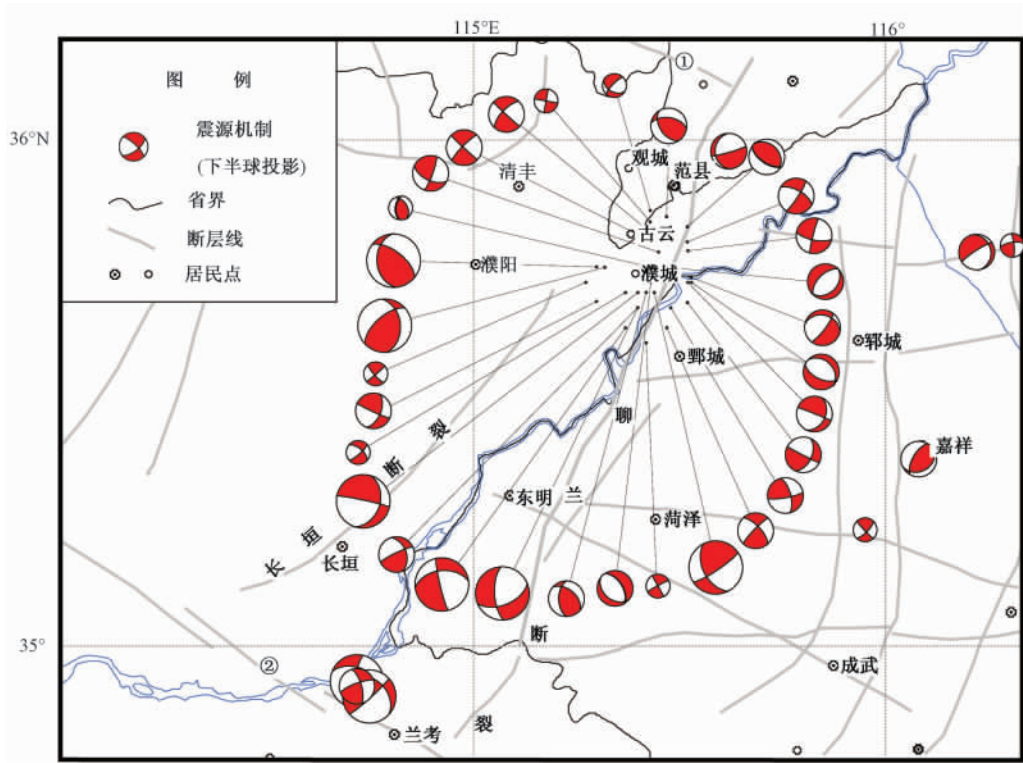 115°E
116°
36°N
35°
图 例
震源机制
(下半球投影)
省界
断层线
居民点
①
观城
范县
清丰
古云
濮阳
濮城
郓城
鄄城
聊
裂
断
垣
长
嘉祥
东明
兰
菏泽
长垣
断
成武
②
兰考
裂